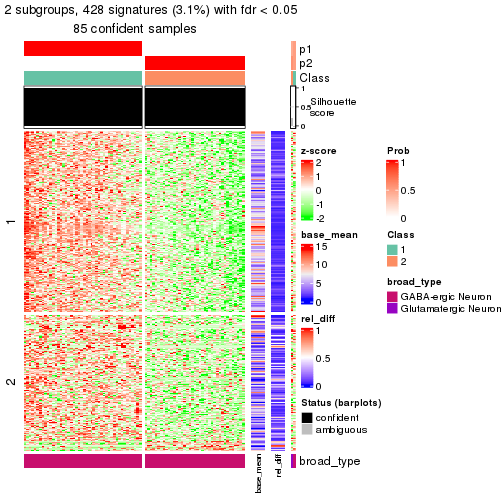 2 subgroups, 428 signatures (3.1%) with fdr < 0.05
85 confident samples
p1
p2
Class
1
0.5
0
Silhouette
score
1
2
z-score
2
1
0
-1
-2
Prob
1
0.5
0
base_mean
15
10
5
0
Class
1
2
broad_type
GABA-ergic Neuron
Glutamatergic Neuron
rel_diff
1
0.5
0
Status (barplots)
confident
ambiguous
broad_type
base_mean
rel_diff